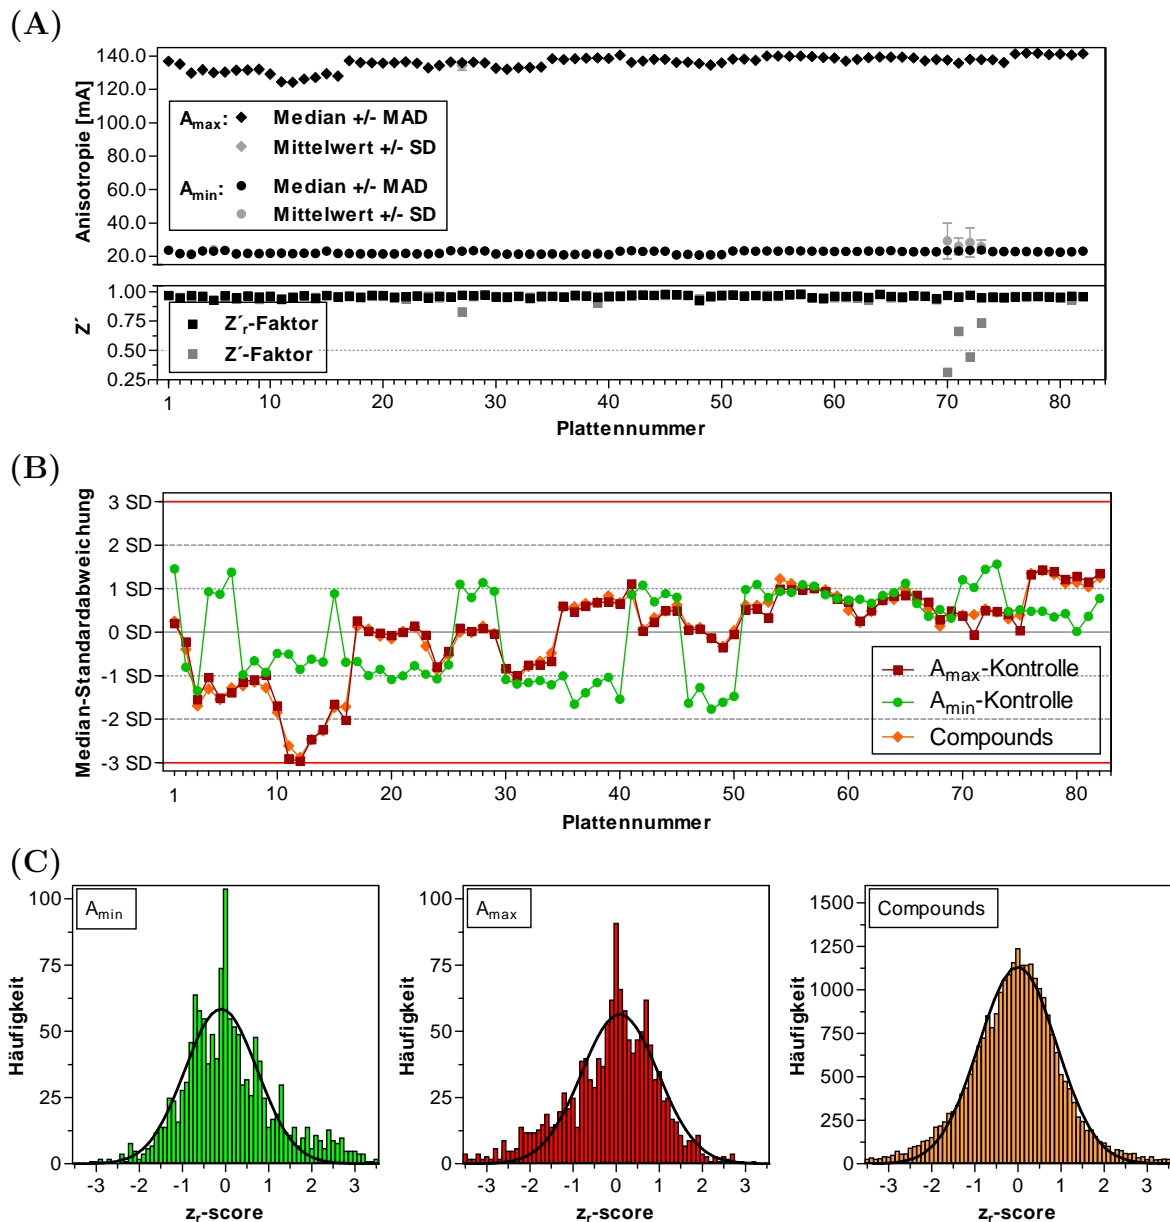 (A)
Anisotropie [mA]
140.0
120.0
100.0
80.0
60.0
40.0
20.0
Amax: Median +/- MAD
Mittelwert +/- SD
Amin: Median +/- MAD
Mittelwert +/- SD
Z´
1.00
0.75
0.50
0.25
Z´r-Faktor
Z´-Faktor
1 10 20 30 40 50 60 70 80
Plattennummer
(B)
Median-Standardabweichung
3 SD
2 SD
1 SD
0 SD
-1 SD
-2 SD
-3 SD
Amax-Kontrolle
Amin-Kontrolle
Compounds
1 10 20 30 40 50 60 70 80
Plattennummer
(C)
Häufigkeit
100
75
50
25
0
Amin
-3 -2 -1 0 1 2 3
zr-score
Häufigkeit
100
75
50
25
0
Amax
-3 -2 -1 0 1 2 3
zr-score
Häufigkeit
1500
1250
1000
750
500
250
0
Compounds
-3 -2 -1 0 1 2 3
zr-score